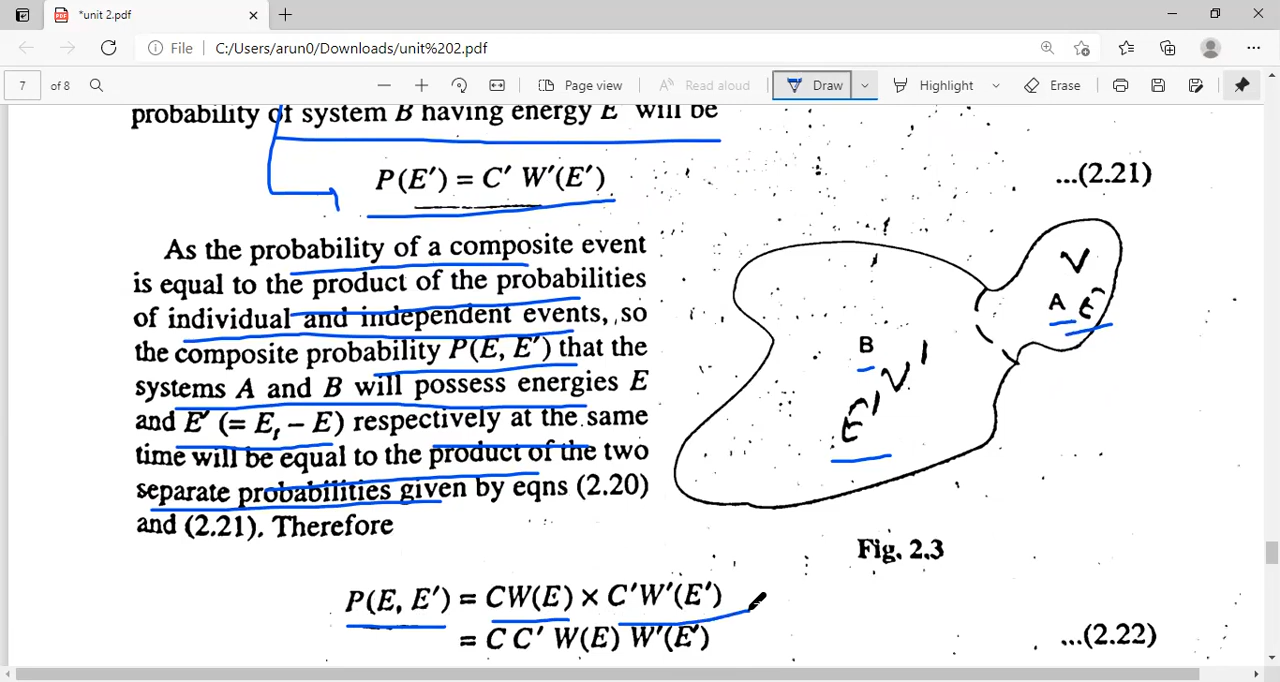 *unit 2.pdf
File C:/Users/arun0/Downloads/unit%202.pdf
7 of 8 Page view Read aloud Draw Highlight Erase
probability of system B having energy E will be
P(E′) = C′ W′(E′) ...(2.21)
As the probability of a composite event
is equal to the product of the probabilities
of individual and independent events, so
the composite probability P(E, E′) that the
systems A and B will possess energies E
and E′ (= Eₜ − E) respectively at the same
time will be equal to the product of the two
separate probabilities given by eqns (2.20)
and (2.21). Therefore
V
A E
B
V′
E′
Fig. 2.3
P(E, E′) = CW(E) × C′W′(E′)
= C C′ W(E) W′(E′) ...(2.22)